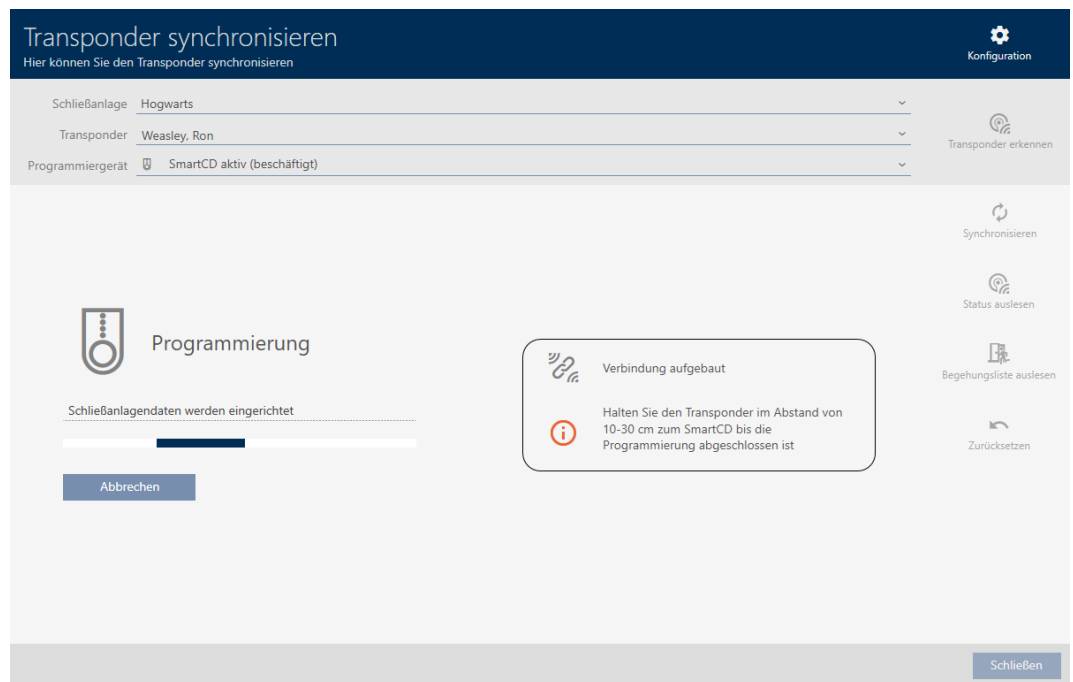 Transponder synchronisieren
Hier können Sie den Transponder synchronisieren
Konfiguration
Schließanlage Hogwarts
Transponder Weasley, Ron
Programmiergerät SmartCD aktiv (beschäftigt)
Transponder erkennen
Synchronisieren
Status auslesen
Begehungsliste auslesen
Zurücksetzen
Programmierung
Schließanlagendaten werden eingerichtet
Abbrechen
Verbindung aufgebaut
Halten Sie den Transponder im Abstand von
10-30 cm zum SmartCD bis die
Programmierung abgeschlossen ist
Schließen